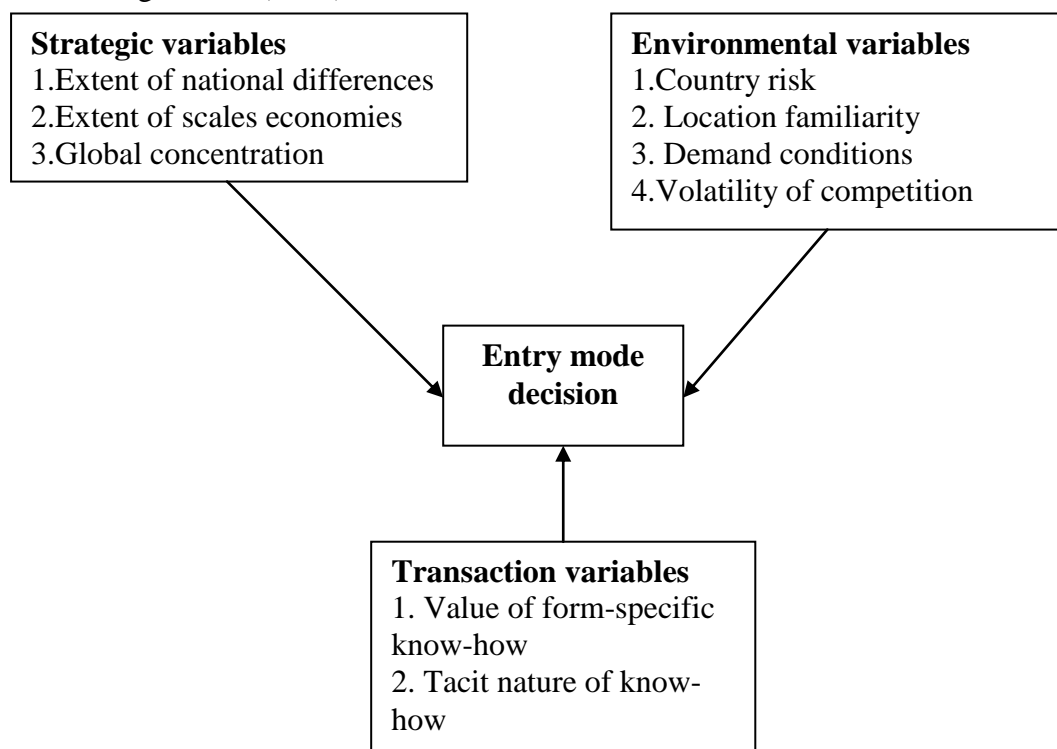 Strategic variables
1.Extent of national differences
2.Extent of scales economies
3.Global concentration
Environmental variables
1.Country risk
2. Location familiarity
3. Demand conditions
4.Volatility of competition
Entry mode
decision
Transaction variables
1. Value of form-specific
know-how
2. Tacit nature of know-
how